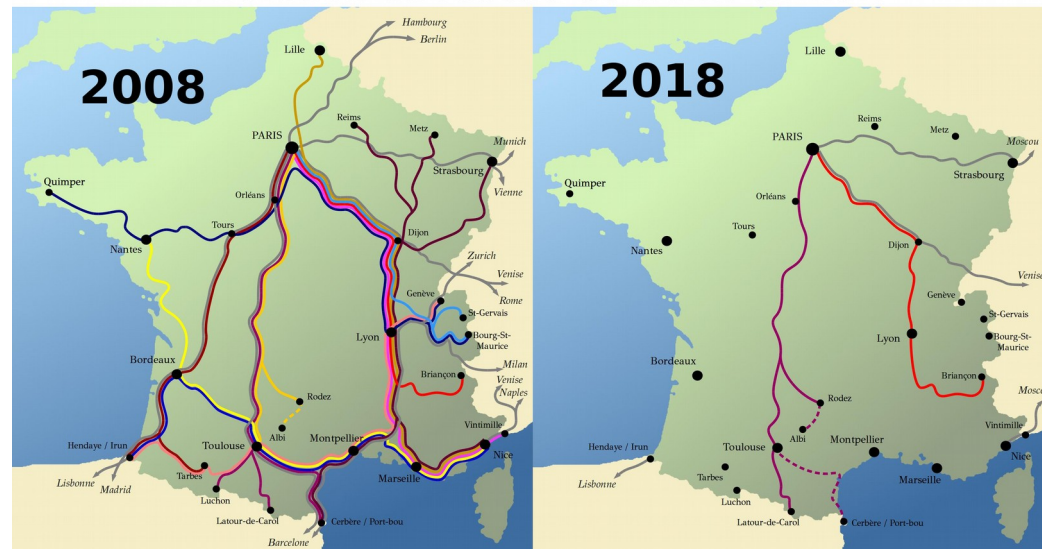 2008
Hambourg
Berlin
Lille
PARIS
Reims
Metz
Munich
Strasbourg
Vienne
Quimper
Orléans
Tours
Nantes
Dijon
Zurich
Venise
Rome
Genève
St-Gervais
Lyon
Bourg-St-
Maurice
Bordeaux
Milan
Briançon
Venise
Naples
Rodez
Albi
Vintimille
Toulouse
Montpellier
Nice
Hendaye / Irun
Marseille
Tarbes
Lisbonne
Madrid
Luchon
Latour-de-Carol
Cerbère / Port-bou
Barcelone
2018
Lille
PARIS
Reims
Metz
Moscou
Strasbourg
Quimper
Orléans
Tours
Nantes
Dijon
Venise
Genève
St-Gervais
Lyon
Bourg-St-
Maurice
Bordeaux
Briançon
Mosco
Rodez
Albi
Vintimille
Toulouse
Montpellier
Nice
Hendaye / Irun
Marseille
Tarbes
Lisbonne
Luchon
Latour-de-Carol
Cerbère / Port-bou